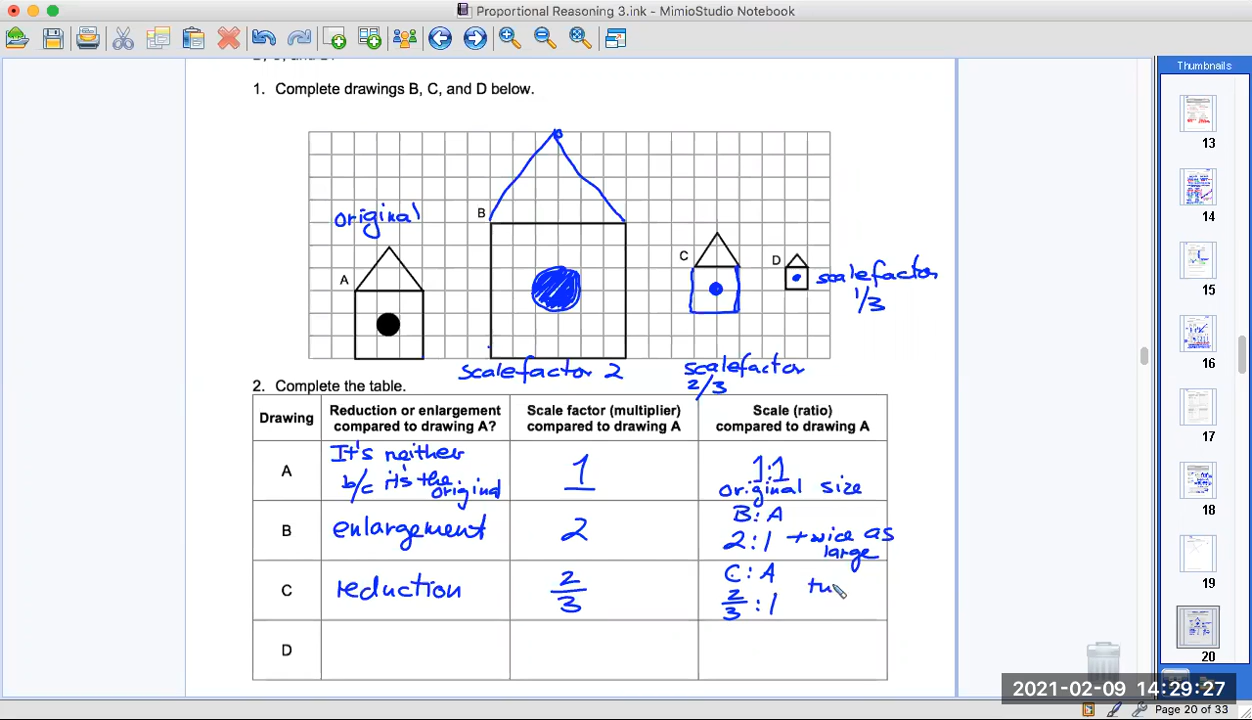 Proportional Reasoning 3.ink - MimioStudio Notebook
Thumbnails
1. Complete drawings B, C, and D below.
original
A
B
C
D
scalefactor
1/3
scalefactor 2
scalefactor
2/3
2. Complete the table.
Drawing
Reduction or enlargement
compared to drawing A?
Scale factor (multiplier)
compared to drawing A
Scale (ratio)
compared to drawing A
A
It's neither
b/c it's the
original
1
1:1
original size
B
enlargement
2
B:A
2:1 twice as
large
C
reduction
2/3
C:A
2/3 :1
D
13
14
15
16
17
18
19
20
2021-02-09 14:29:27
Page 20 of 33